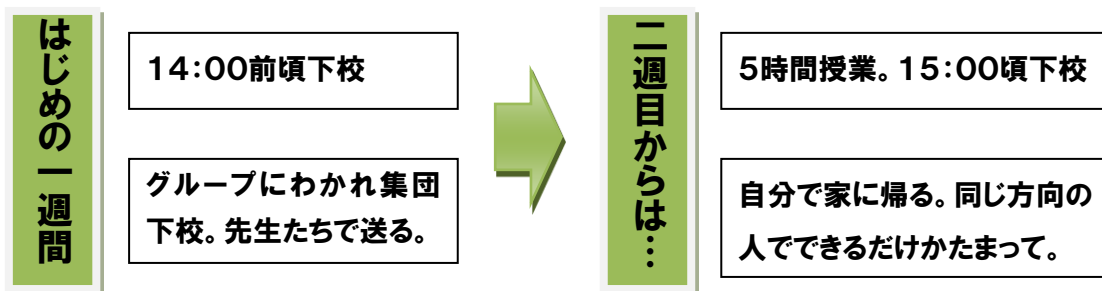 はじめの一週間
14:00前頃下校
グループにわかれ集団
下校。先生たちで送る。
二週目からは…
5時間授業。15:00頃下校
自分で家に帰る。同じ方向の
人でできるだけかたまって。